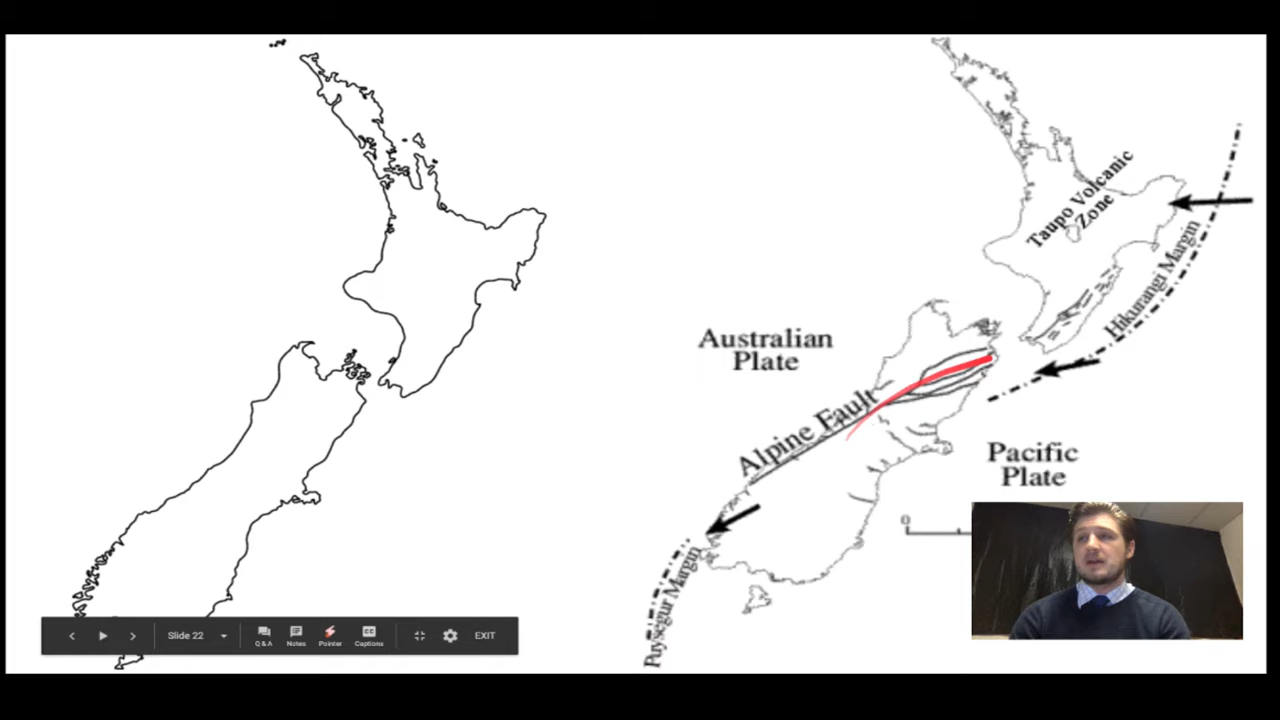 Taupo Volcanic
Zone
Hikurangi Margin
Australian
Plate
Alpine Fault
Pacific
Plate
0
Puysegur Margin
Slide 22
Q & A
Notes
Pointer
Captions
EXIT